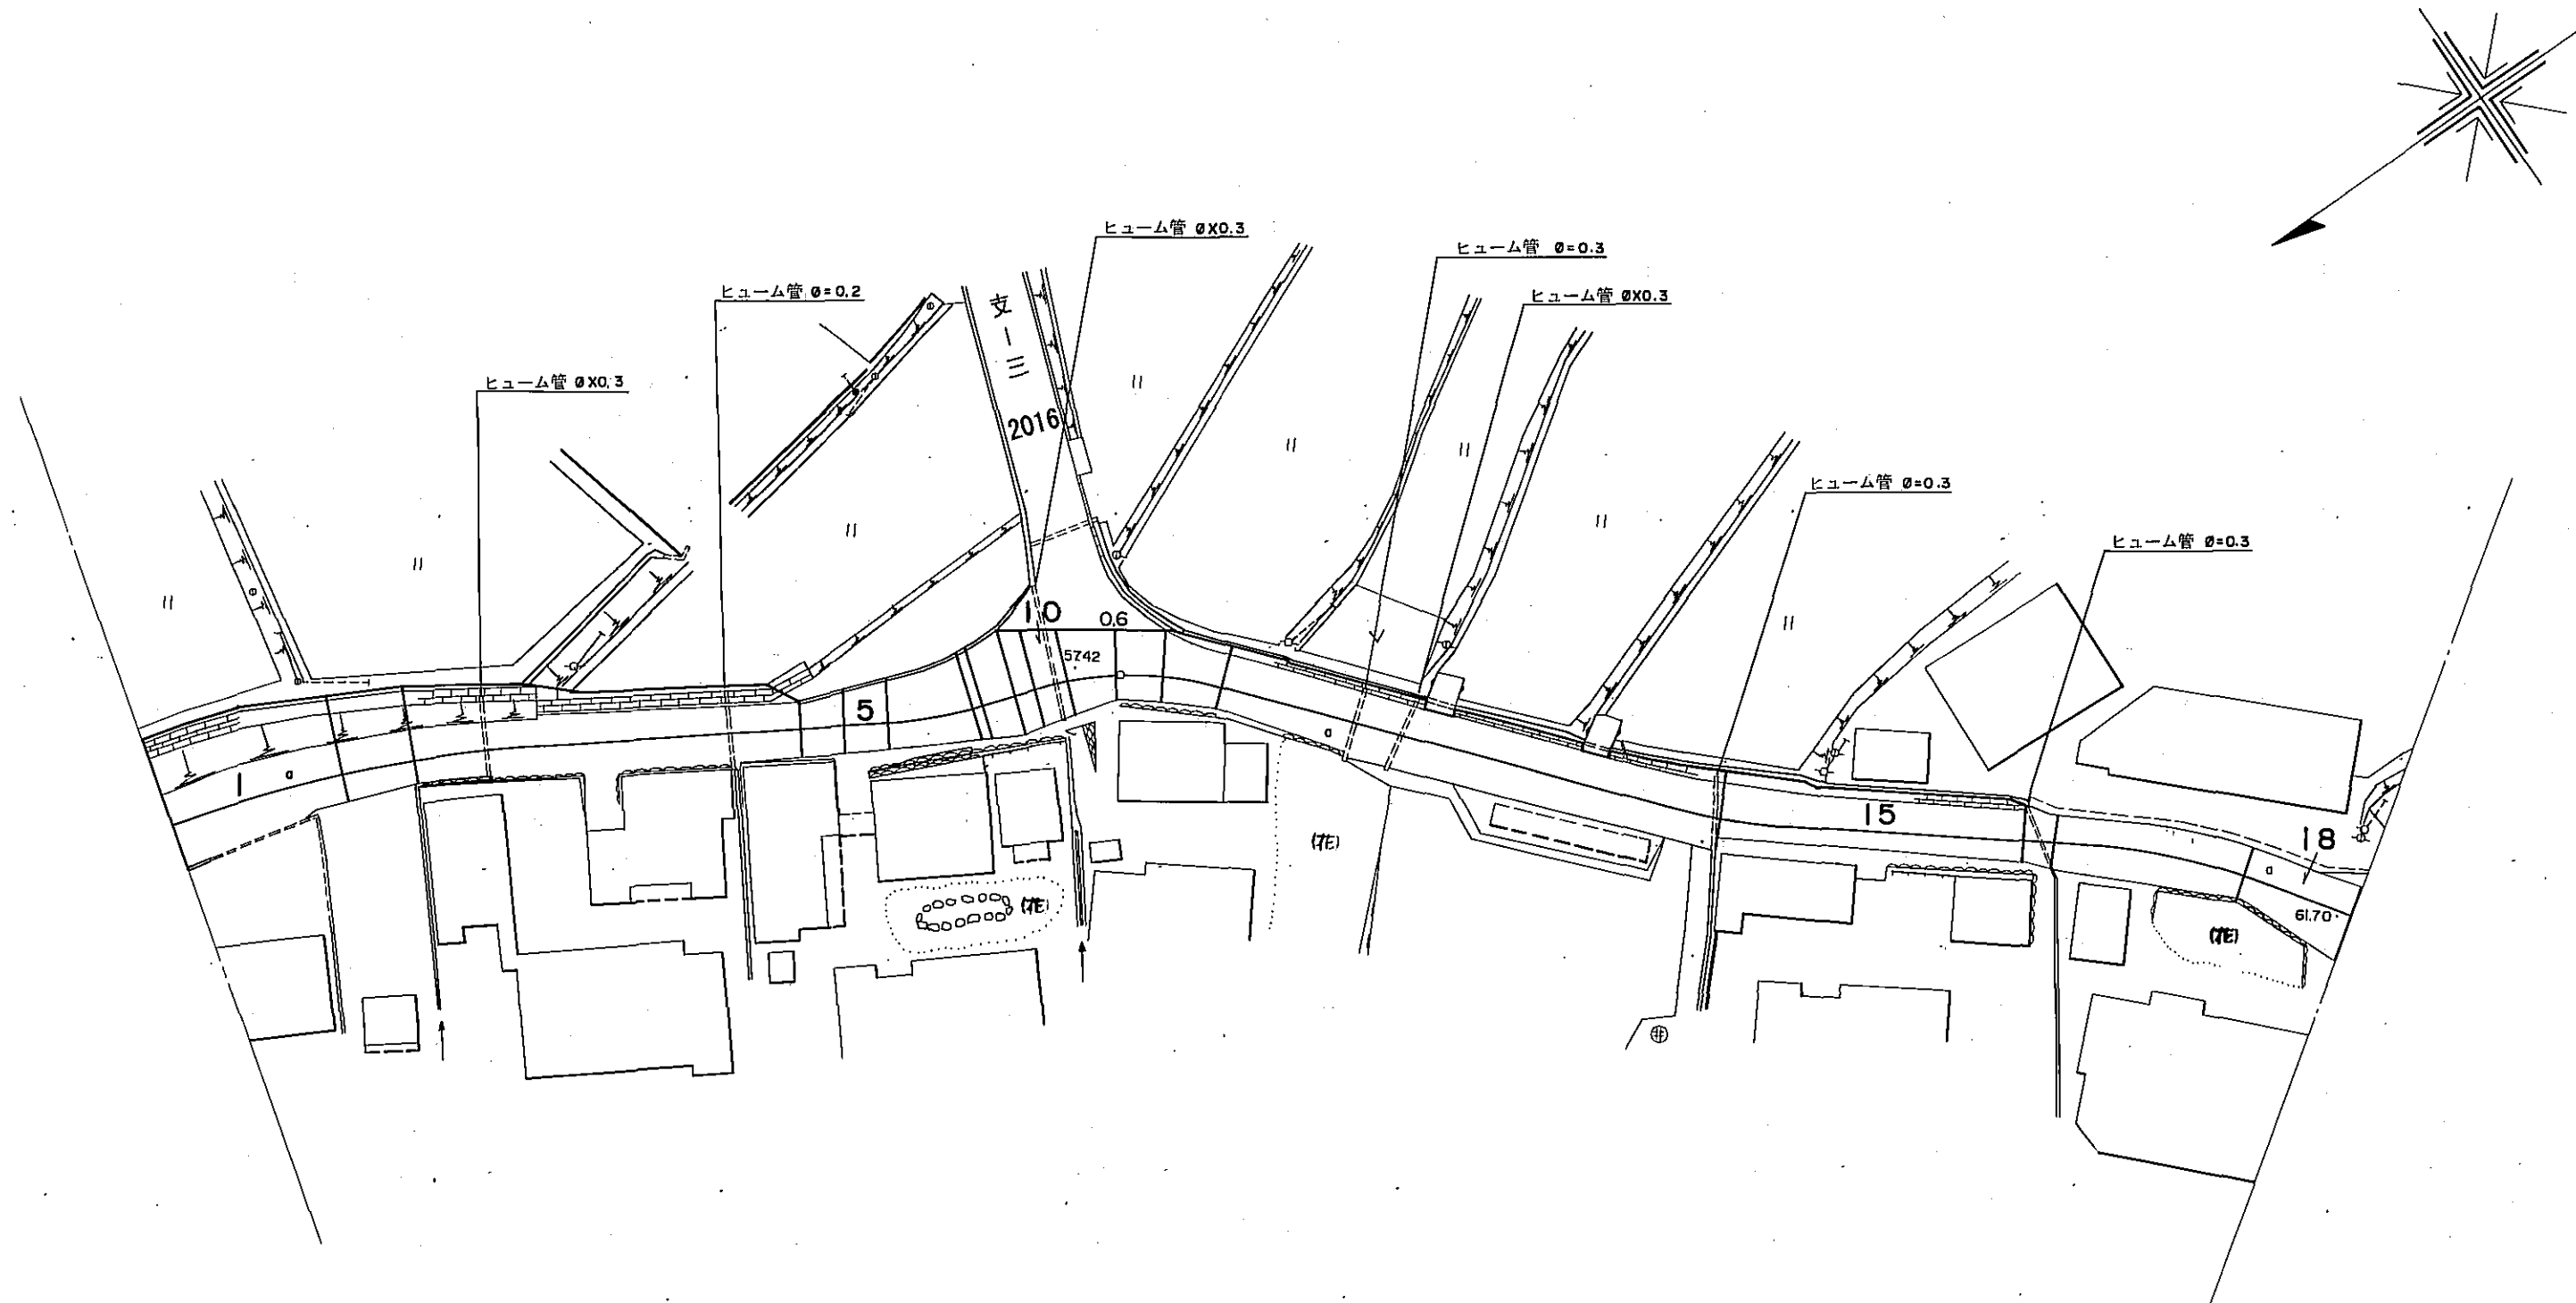 ヒューム管 ØX0.3
ヒューム管 Ø=0.3
ヒューム管 Ø=0.2
ヒューム管 ØX0.3
支一三
2016
ヒューム管 ØX0.3
ヒューム管 Ø=0.3
ヒューム管 Ø=0.3
10
0.6
5742
5
a
1
a
15
18
a
61.70
(花)
(花)
(花)
井